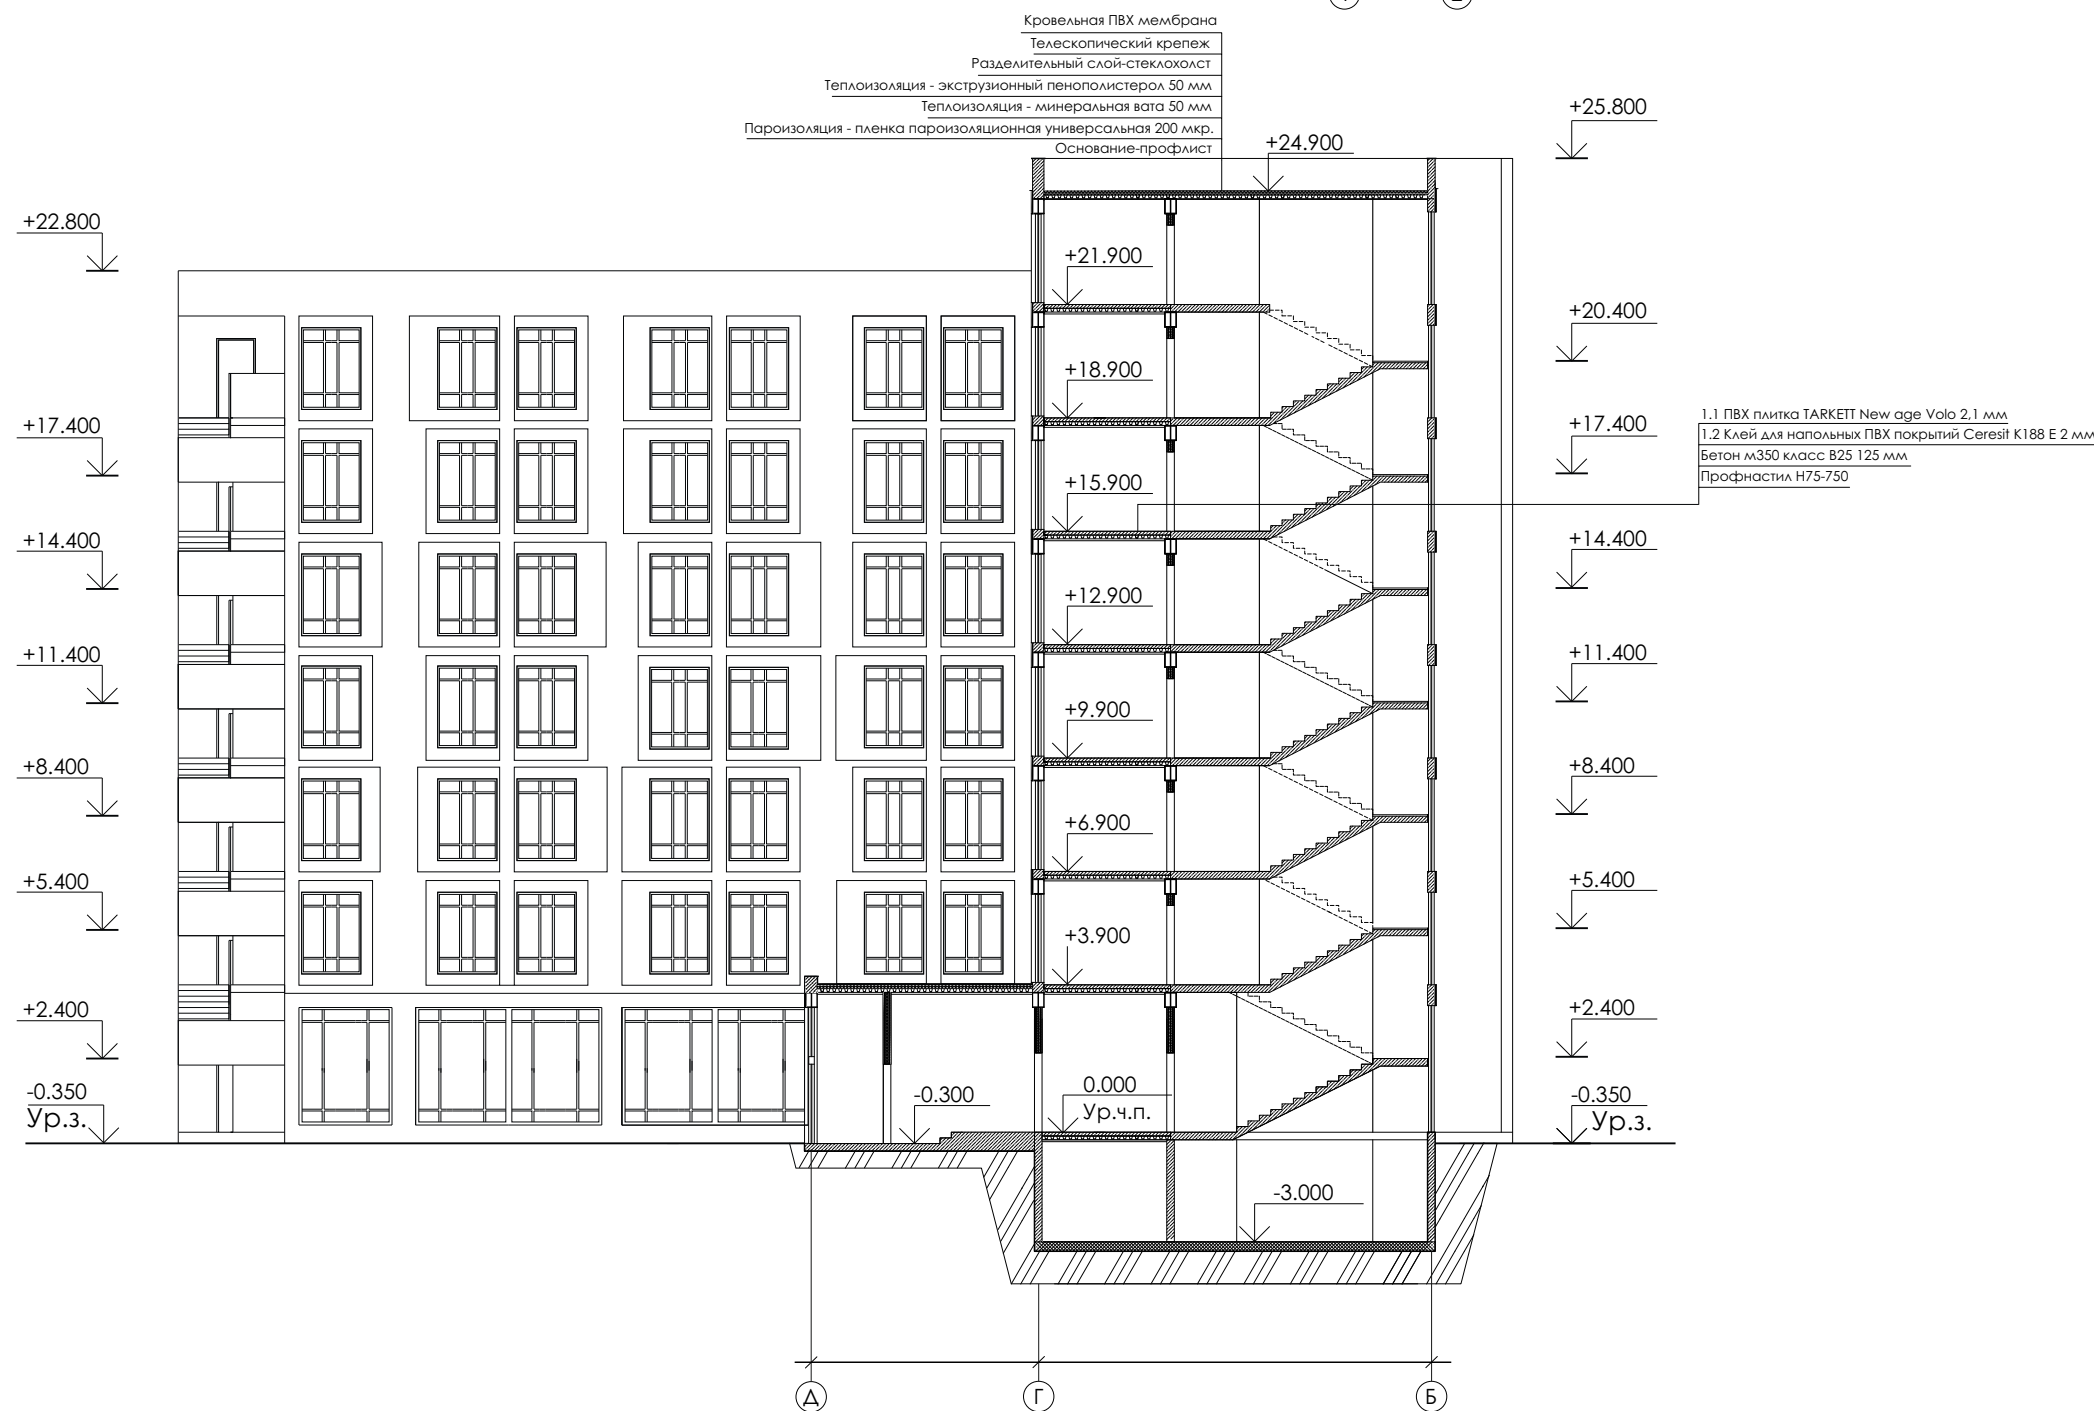 Кровельная ПВХ мембрана
Телескопический крепеж
Разделительный слой-стеклохолст
Теплоизоляция - экструзионный пенополистерол 50 мм
Теплоизоляция - минеральная вата 50 мм
Пароизоляция - пленка пароизоляционная универсальная 200 мкр.
Основание-профлист
+24.900
+25.800
+22.800
+21.900
+20.400
+18.900
+17.400
+17.400
1.1 ПВХ плитка TARKETT New age Volo 2,1 мм
1.2 Клей для напольных ПВХ покрытий Ceresit K188 E 2 мм
Бетон м350 класс В25 125 мм
Профнастил Н75-750
+15.900
+14.400
+14.400
+12.900
+11.400
+11.400
+9.900
+8.400
+8.400
+6.900
+5.400
+5.400
+3.900
+2.400
+2.400
-0.350
Ур.з.
-0.300
0.000
Ур.ч.п.
-0.350
Ур.з.
-3.000
Д
Г
Б